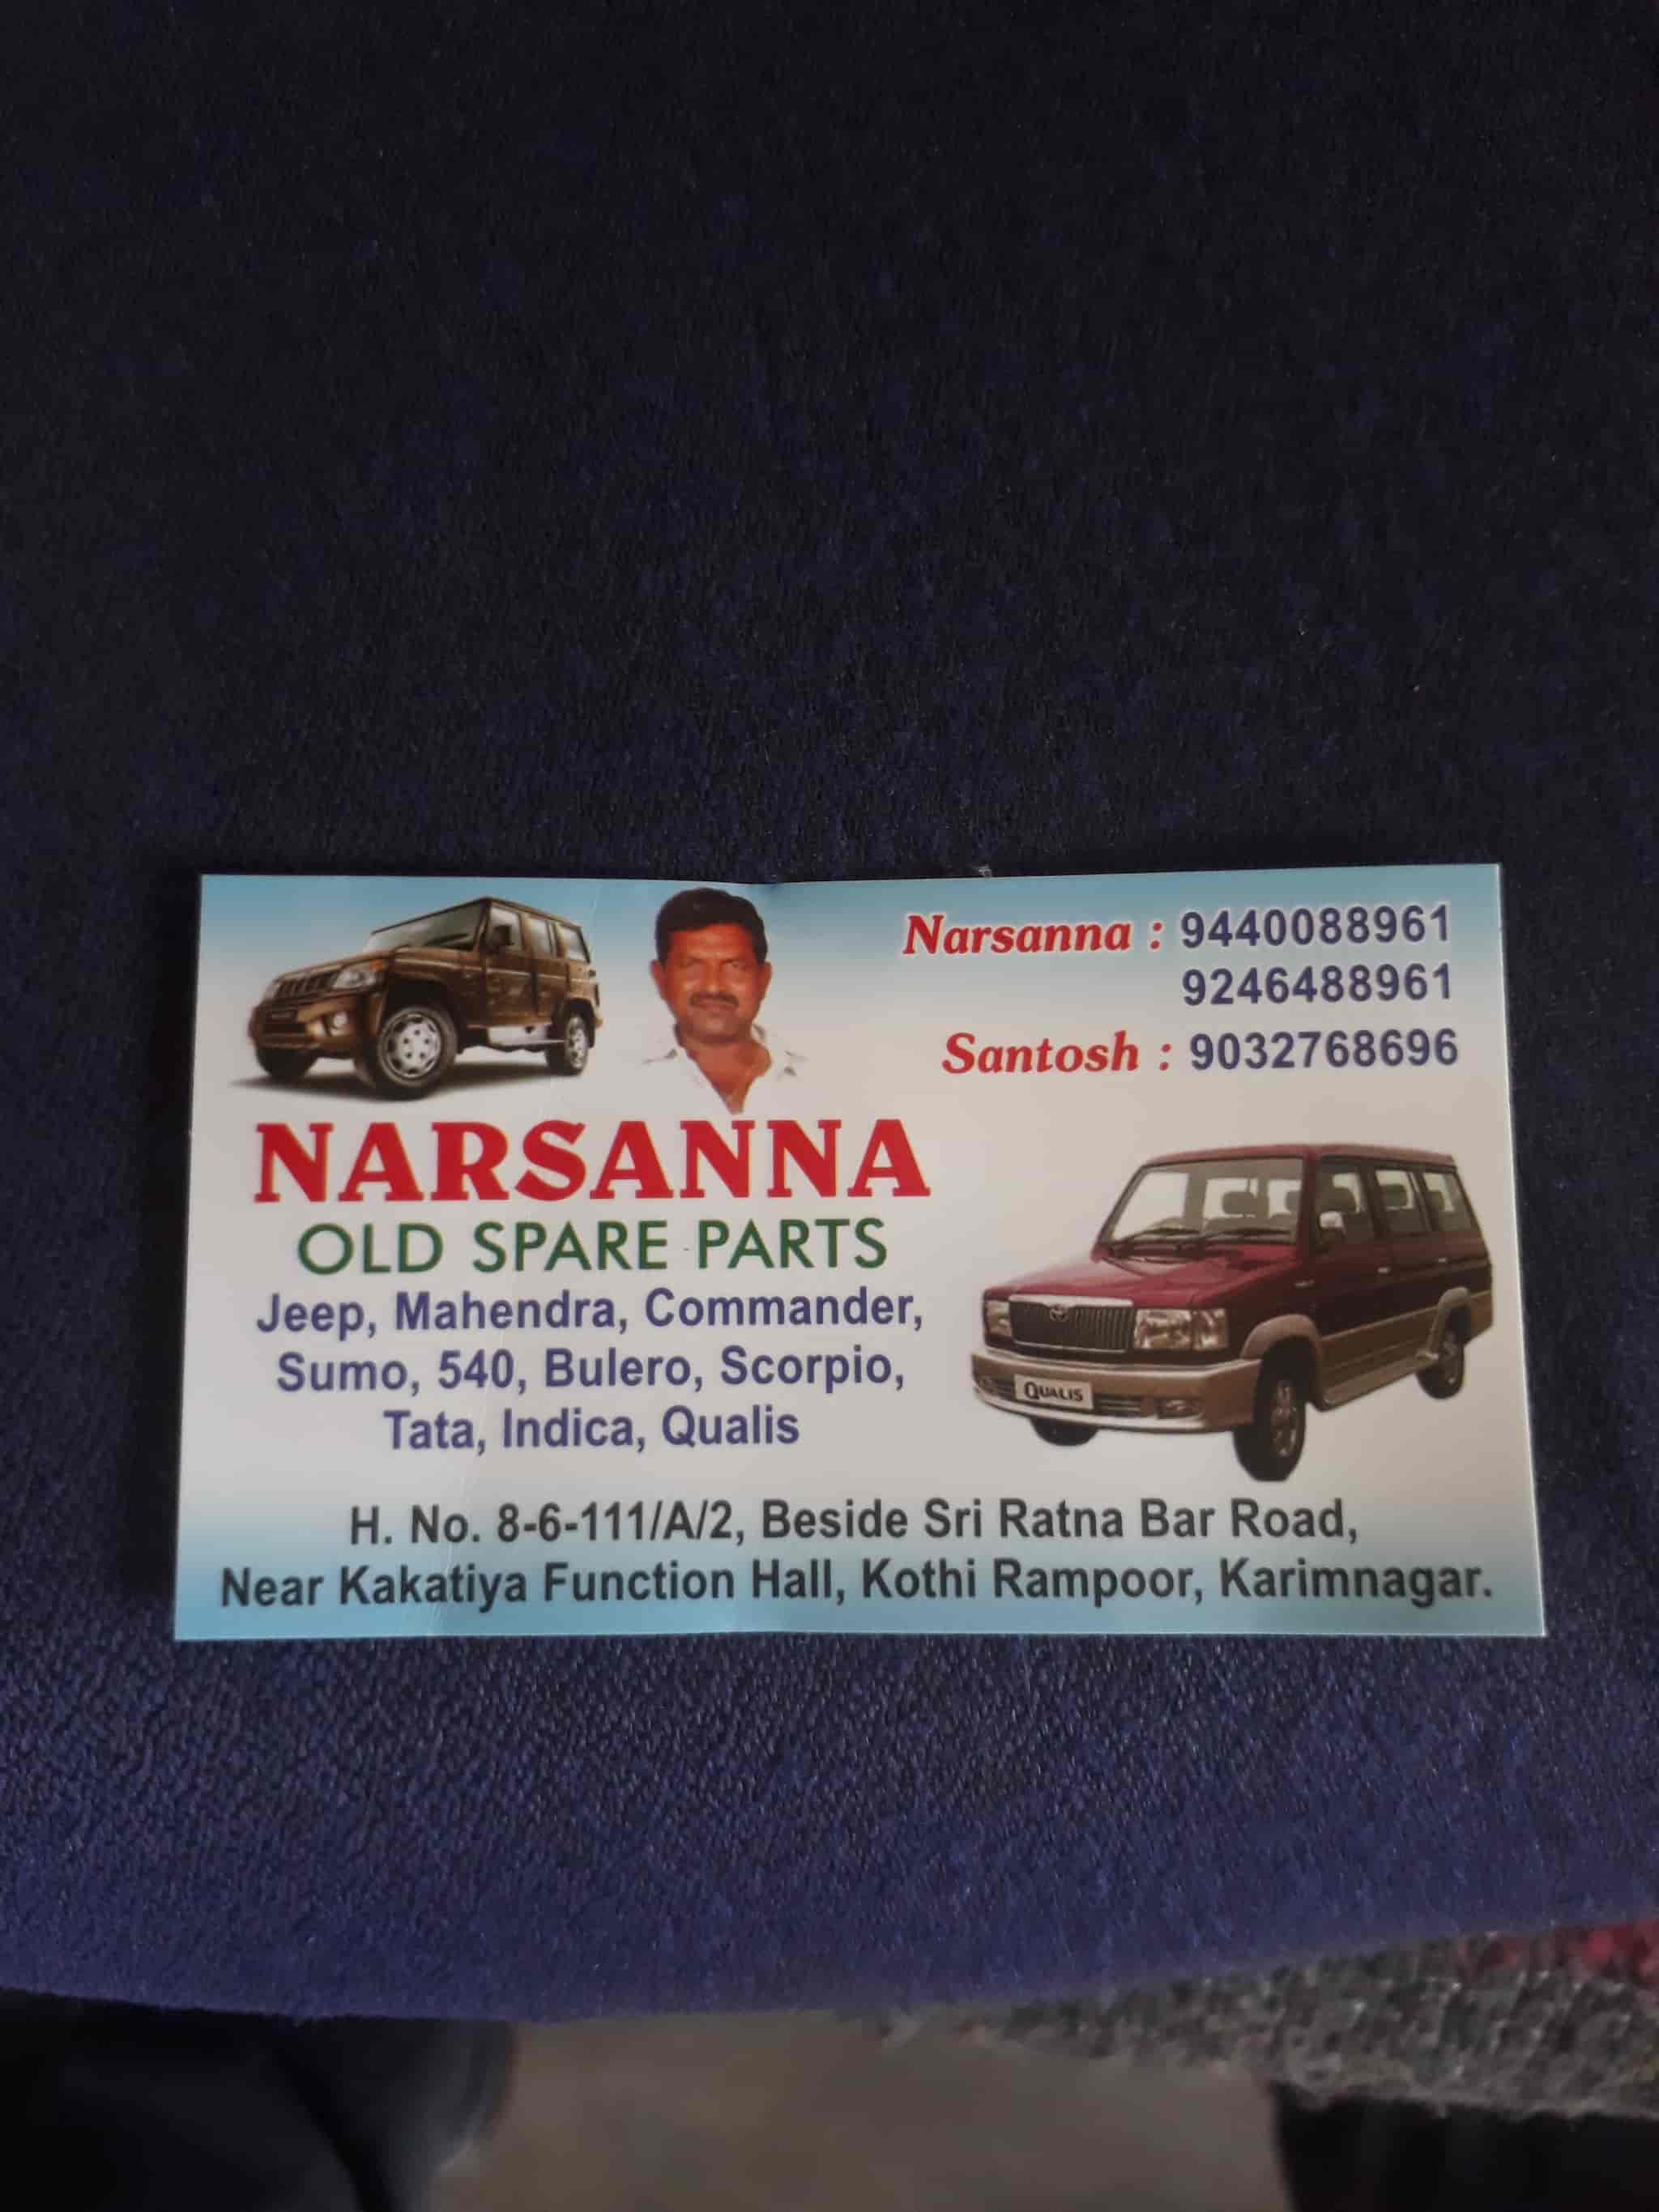 Narsanna : 9440088961
9246488961
Santosh : 9032768696
NARSANNA
OLD SPARE PARTS
Jeep, Mahendra, Commander,
Sumo, 540, Bulero, Scorpio,
Tata, Indica, Qualis
QUALIS
H. No. 8-6-111/A/2, Beside Sri Ratna Bar Road,
Near Kakatiya Function Hall, Kothi Rampoor, Karimnagar.